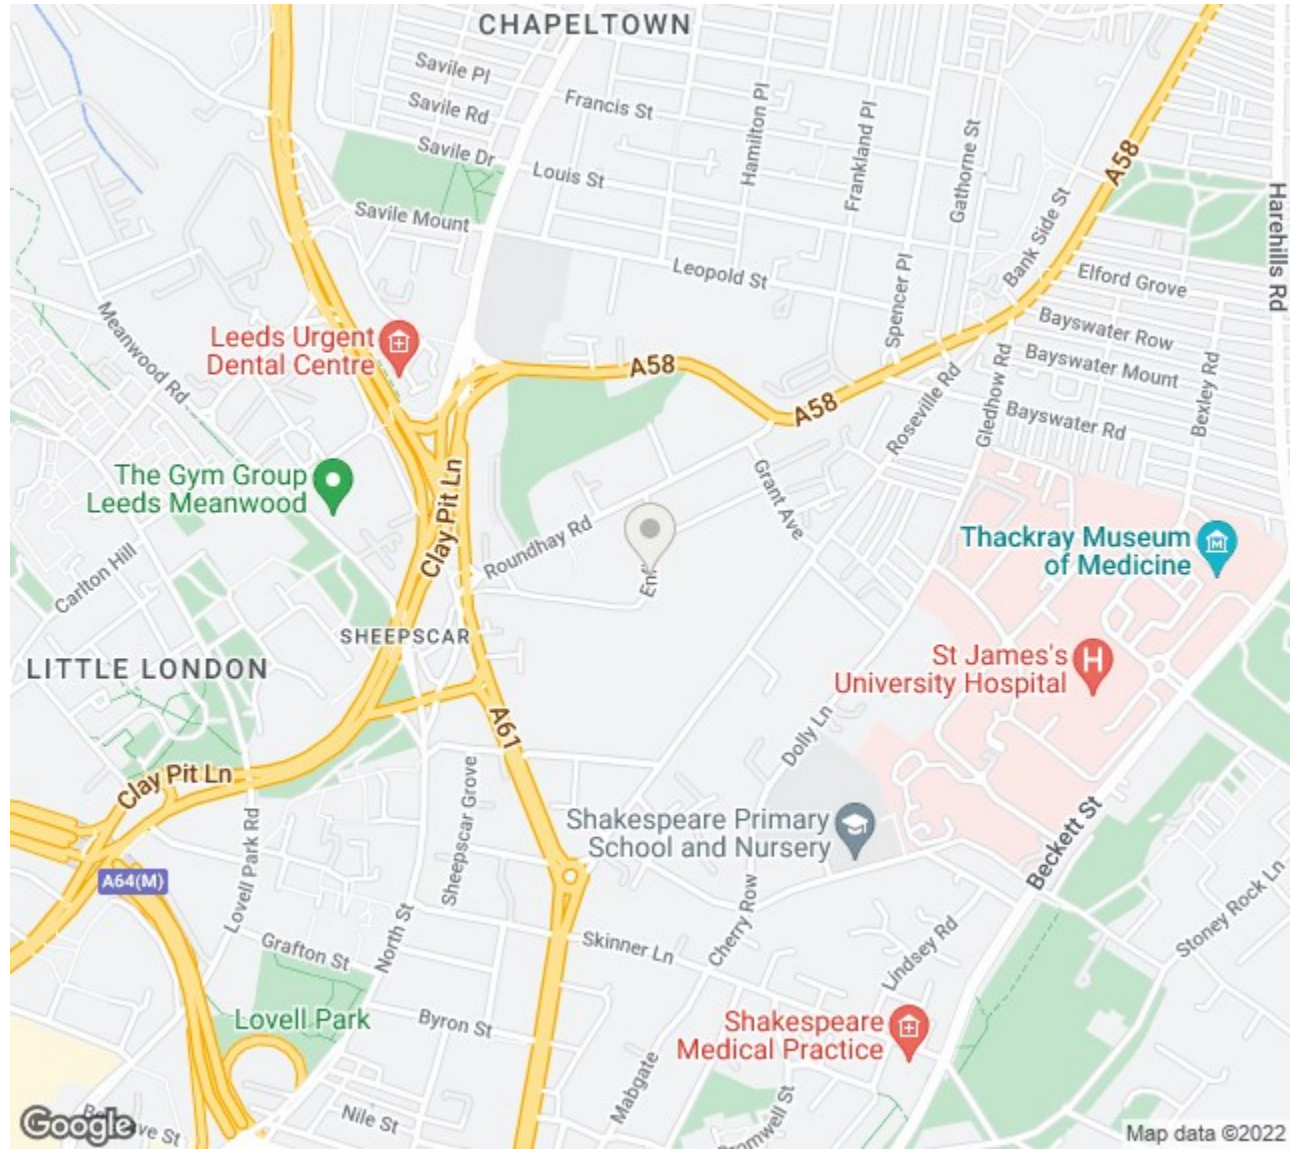 CHAPELTOWN
Savile Pl
Savile Rd
Francis St
Hamilton Pl
Frankland Pl
Gathorne St
A58
Savile Dr
Louis St
Harehills Rd
Savile Mount
Bank Side St
Leopold St
Spencer Pl
Elford Grove
Meanwood Rd
Leeds Urgent
Dental Centre
Bayswater Row
A58
Bayswater Mount
Bexley Rd
Gledhow Rd
Roseville Rd
A58
Bayswater Rd
The Gym Group
Leeds Meanwood
Clay Pit Ln
Grant Ave
Roundhay Rd
Thackray Museum
of Medicine
Carlton Hill
SHEEPSCAR
LITTLE LONDON
St James's
University Hospital
H
A61
Dolly Ln
Clay Pit Ln
Sheepscar Grove
Shakespeare Primary
School and Nursery
Beckett St
Lovell Park Rd
A64(M)
Cherry Row
Stoney Rock Ln
North St
Grafton St
Skinner Ln
Lindsey Rd
Lovell Park
Byron St
Shakespeare
Medical Practice
Mabgate
Nile St
Google
Map data ©2022